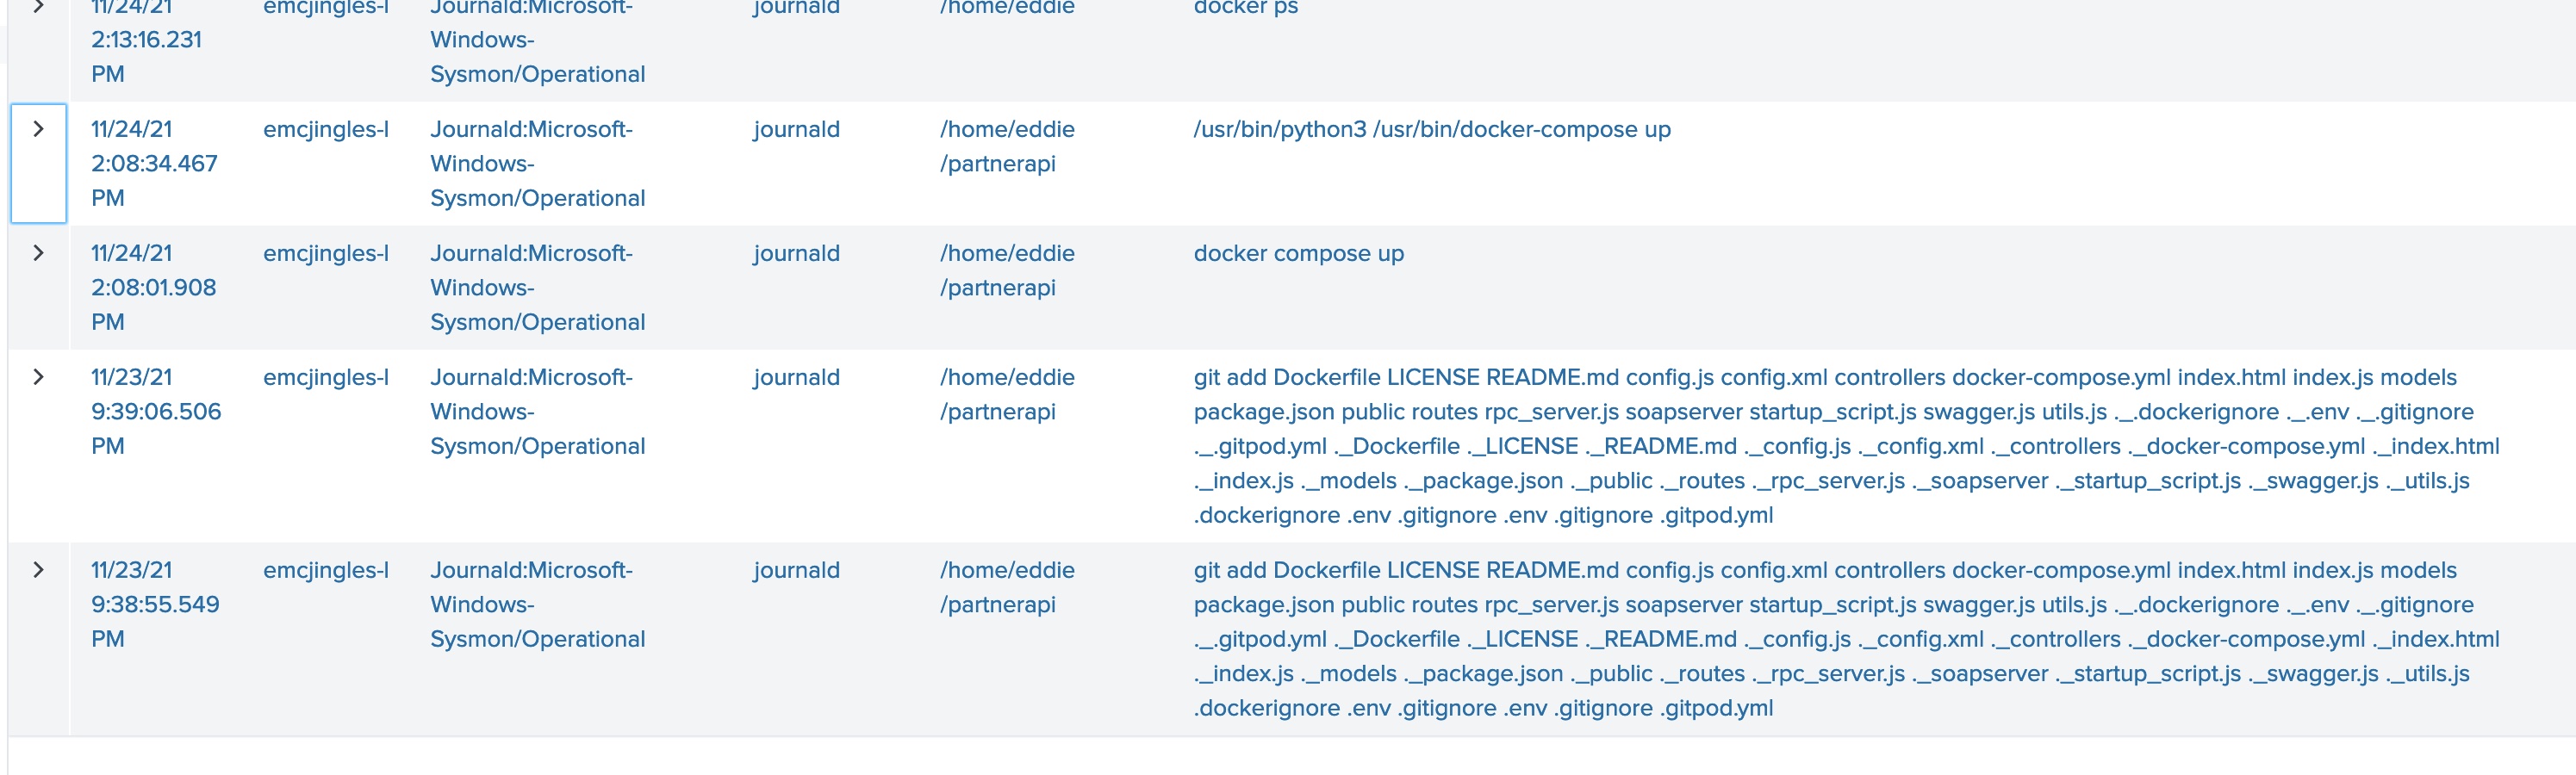 11/24/21 emcjingles-l Journald:Microsoft- journald /home/eddie docker ps
2:13:16.231 Windows-
PM Sysmon/Operational
11/24/21 emcjingles-l Journald:Microsoft- journald /home/eddie /usr/bin/python3 /usr/bin/docker-compose up
2:08:34.467 Windows- /partnerapi
PM Sysmon/Operational
11/24/21 emcjingles-l Journald:Microsoft- journald /home/eddie docker compose up
2:08:01.908 Windows- /partnerapi
PM Sysmon/Operational
11/23/21 emcjingles-l Journald:Microsoft- journald /home/eddie git add Dockerfile LICENSE README.md config.js config.xml controllers docker-compose.yml index.html index.js models
9:39:06.506 Windows- /partnerapi package.json public routes rpc_server.js soapserver startup_script.js swagger.js utils.js ._.dockerignore ._.env ._.gitignore
PM Sysmon/Operational ._.gitpod.yml ._Dockerfile ._LICENSE ._README.md ._config.js ._config.xml ._controllers ._docker-compose.yml ._index.html
._index.js ._models ._package.json ._public ._routes ._rpc_server.js ._soapserver ._startup_script.js ._swagger.js ._utils.js
.dockerignore .env .gitignore .env .gitignore .gitpod.yml
11/23/21 emcjingles-l Journald:Microsoft- journald /home/eddie git add Dockerfile LICENSE README.md config.js config.xml controllers docker-compose.yml index.html index.js models
9:38:55.549 Windows- /partnerapi package.json public routes rpc_server.js soapserver startup_script.js swagger.js utils.js ._.dockerignore ._.env ._.gitignore
PM Sysmon/Operational ._.gitpod.yml ._Dockerfile ._LICENSE ._README.md ._config.js ._config.xml ._controllers ._docker-compose.yml ._index.html
._index.js ._models ._package.json ._public ._routes ._rpc_server.js ._soapserver ._startup_script.js ._swagger.js ._utils.js
.dockerignore .env .gitignore .env .gitignore .gitpod.yml